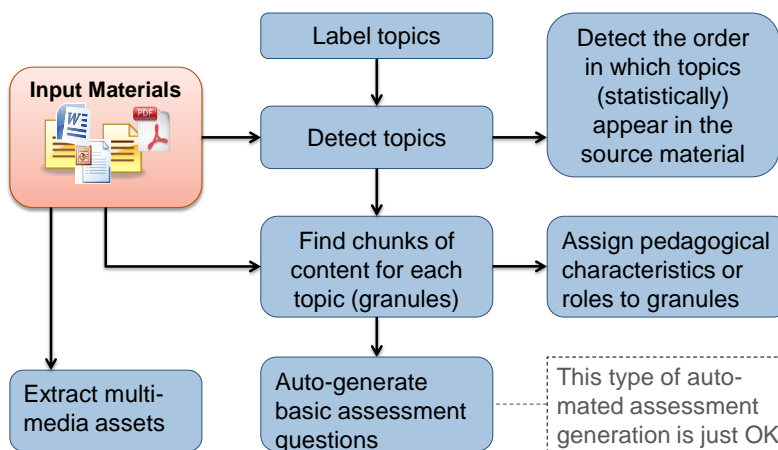 Label topics
Detect the order
in which topics
(statistically)
appear in the
source material
Input Materials
W
PDF
Detect topics
Find chunks of
content for each
topic (granules)
Assign pedagogical
characteristics or
roles to granules
Extract multi-
media assets
Auto-generate
basic assessment
questions
This type of auto-
mated assessment
generation is just OK